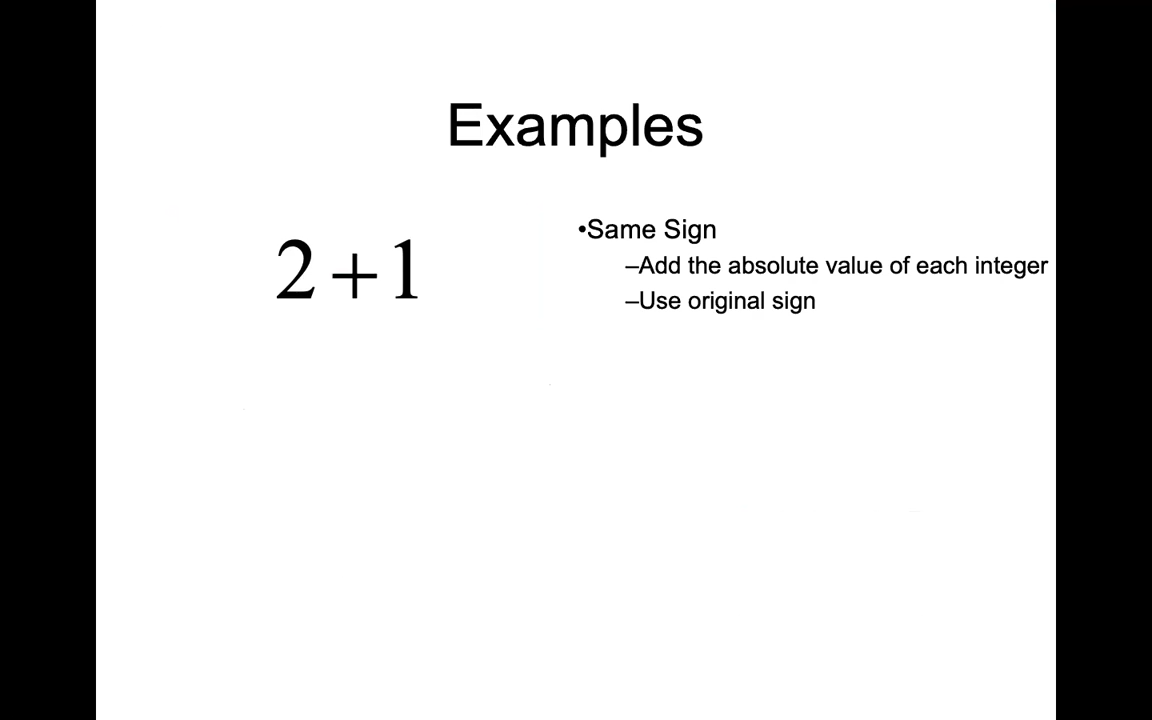 Examples
2+1
•Same Sign
–Add the absolute value of each integer
–Use original sign